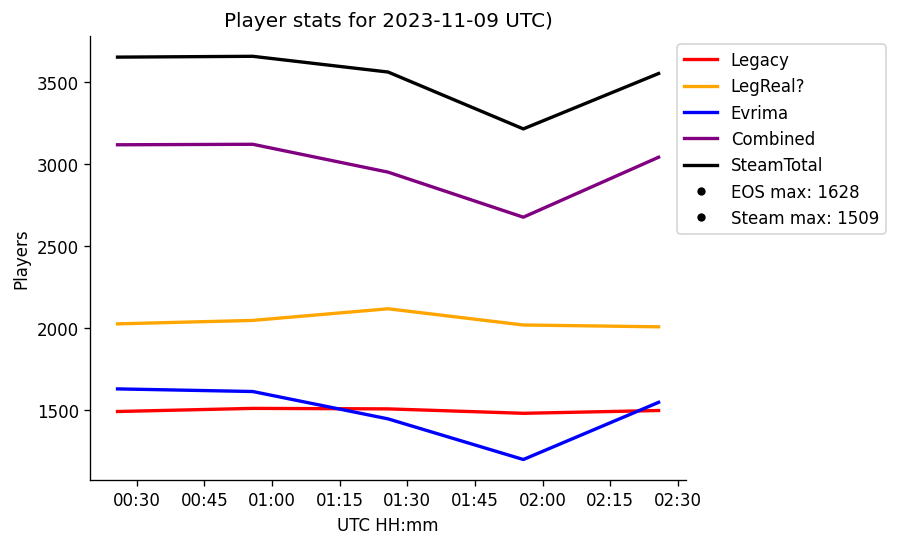 Player stats for 2023-11-09 UTC)
Legacy
LegReal?
Evrima
Combined
SteamTotal
EOS max: 1628
Steam max: 1509
Players
3500
3000
2500
2000
1500
00:30 00:45 01:00 01:15 01:30 01:45 02:00 02:15 02:30
UTC HH:mm